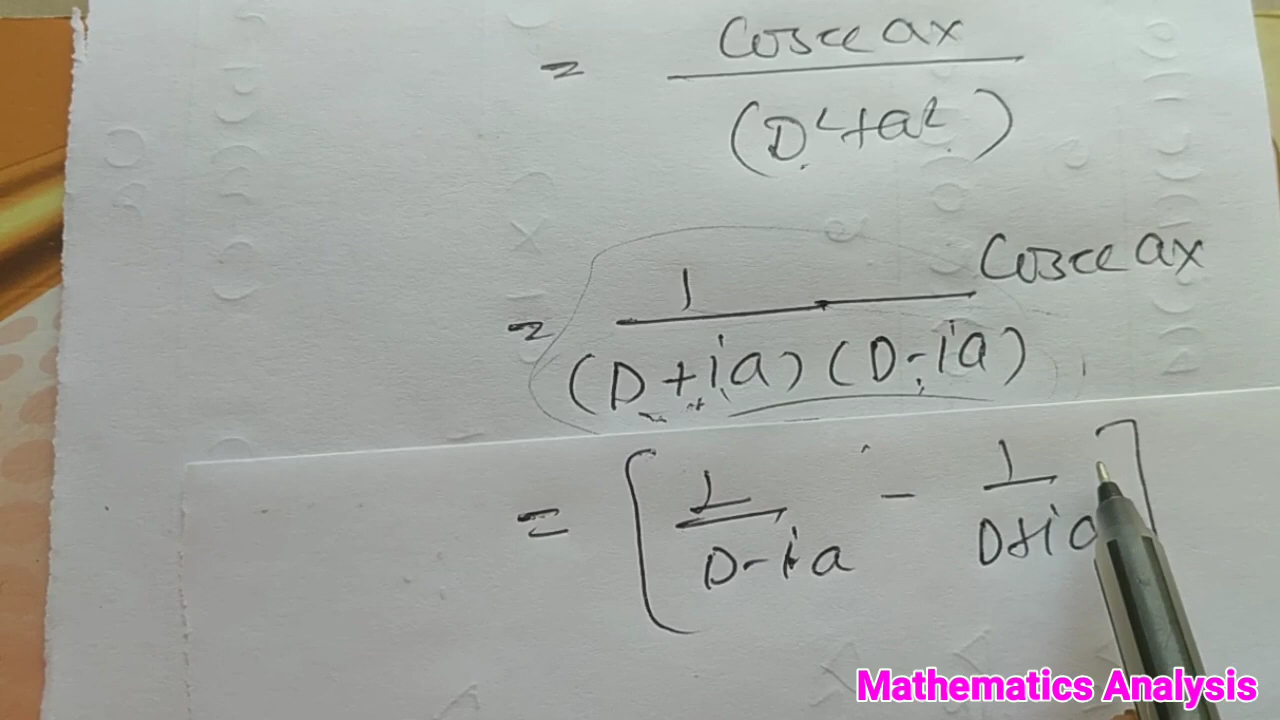 = cosec ax
(D²+a²)
= 1 cosec ax
(D+ia)(D-ia)
= [ 1 - 1 ]
D-ia D+ia
Mathematics Analysis